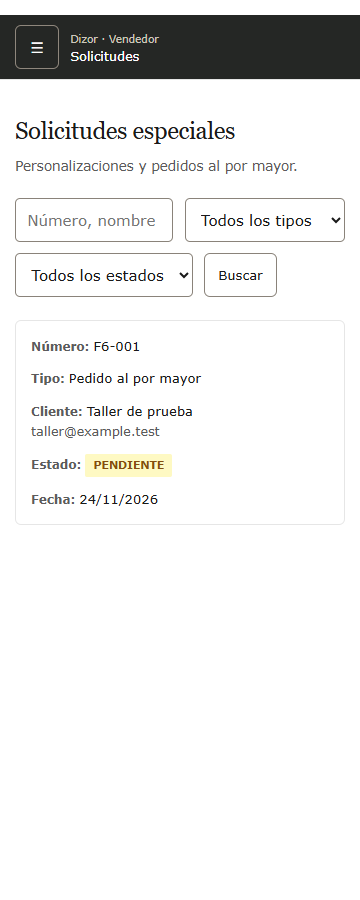 ☰
Dizor · Vendedor
Solicitudes
Solicitudes especiales
Personalizaciones y pedidos al por mayor.
Número, nombre
Todos los tipos
Todos los estados
Buscar
Número: F6-001
Tipo: Pedido al por mayor
Cliente: Taller de prueba
taller@example.test
Estado: PENDIENTE
Fecha: 24/11/2026